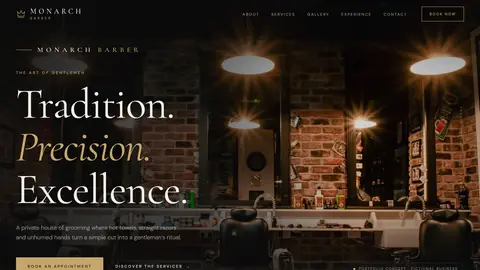 MONARCH
BARBER
ABOUT
SERVICES
GALLERY
EXPERIENCE
CONTACT
BOOK NOW
MONARCH BARBER
THE ART OF GENTLEMEN
Tradition.
Precision.
Excellence.
A private house of grooming where hot towels, straight razors
and unhurried hands turn a simple cut into a gentleman's ritual.
BOOK AN APPOINTMENT
DISCOVER THE SERVICES
PORTFOLIO CONCEPT · FICTIONAL BUSINESS